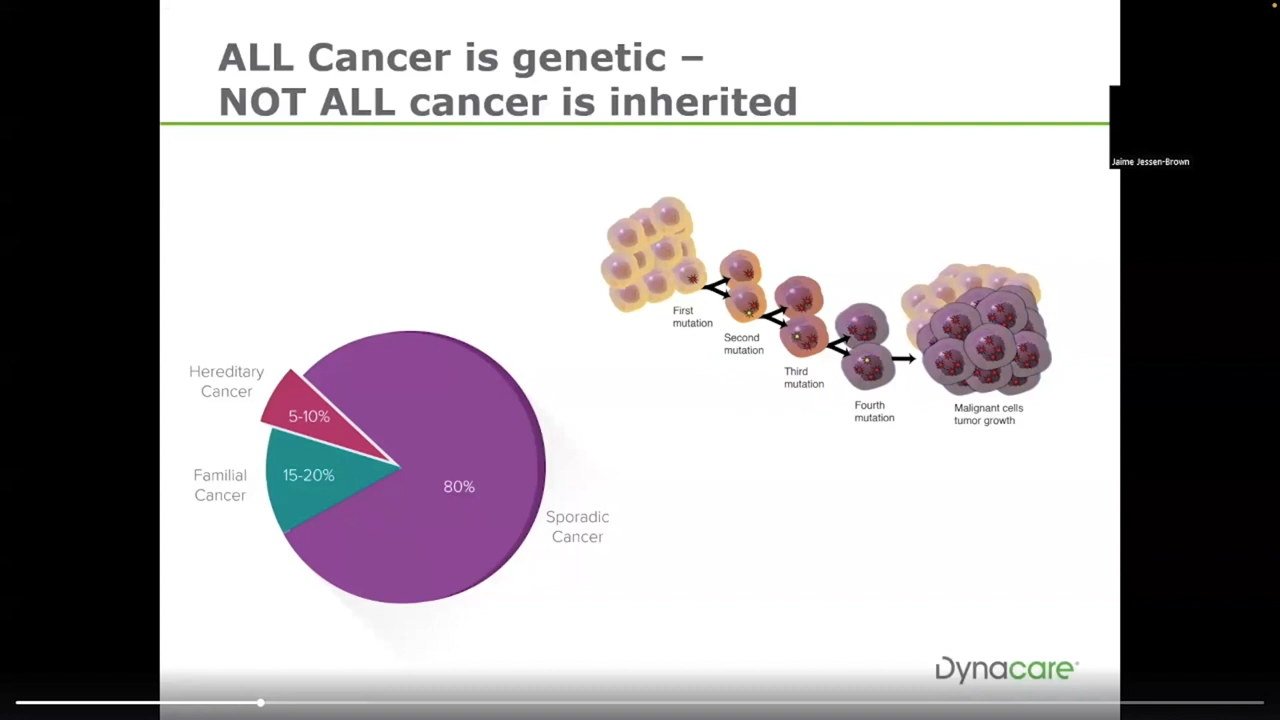 ALL Cancer is genetic –
NOT ALL cancer is inherited
Jaime Jessen-Brown
First
mutation
Second
mutation
Third
mutation
Fourth
mutation
Malignant cells
tumor growth
Hereditary
Cancer
5-10%
Familial
Cancer
15-20%
80%
Sporadic
Cancer
Dynacare